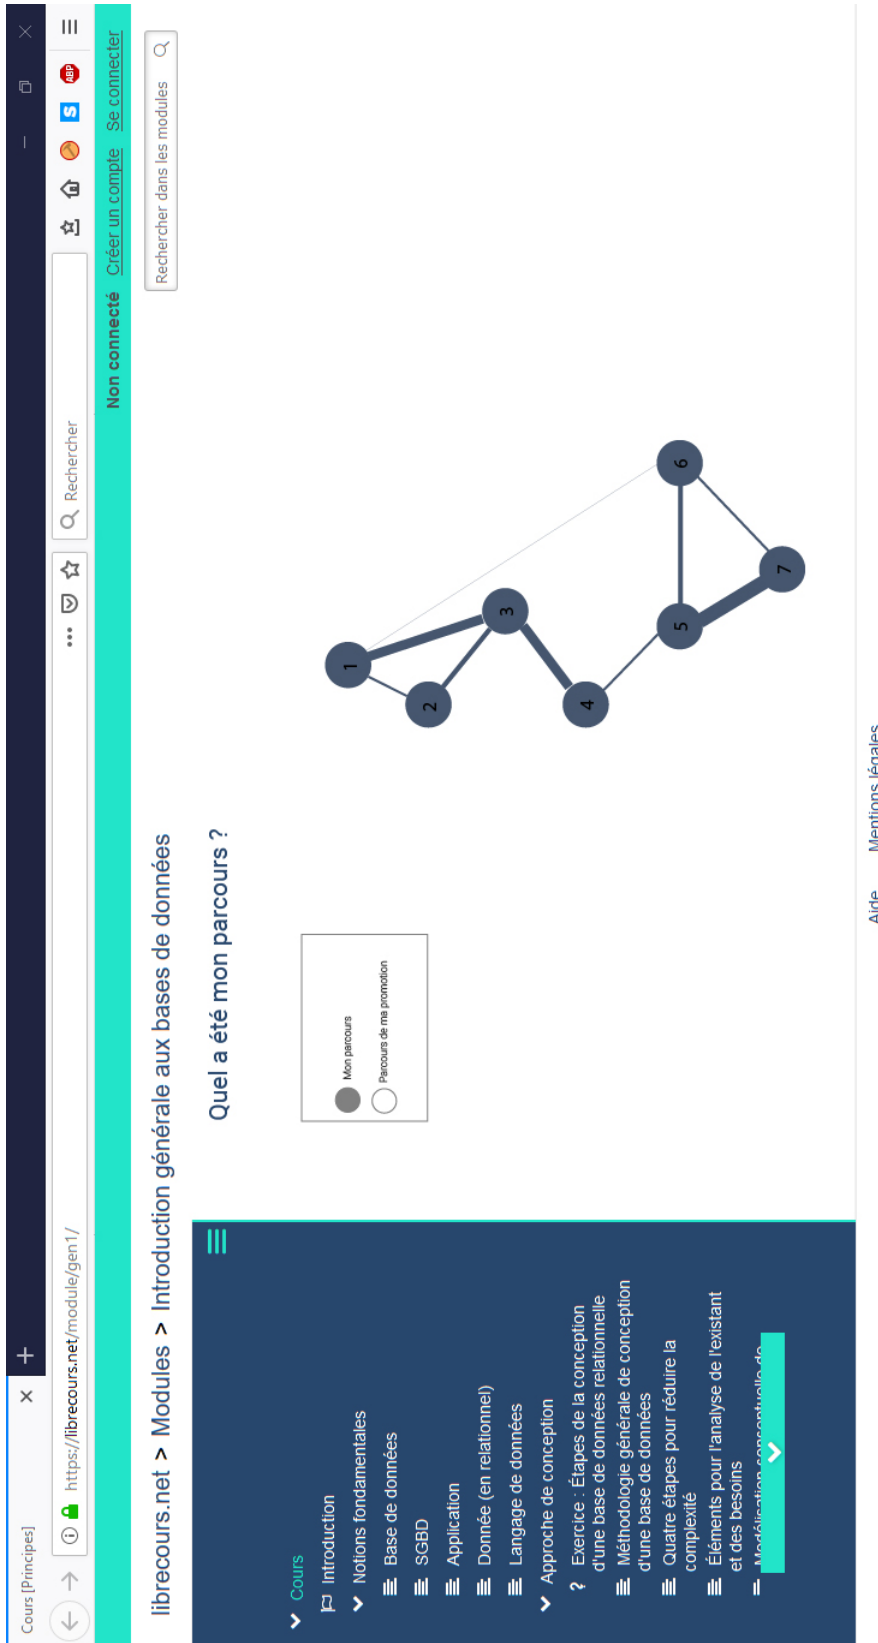 Cours [Principes]
https://librecours.net/module/gen1/
Rechercher
ABP
S
Non connecté Créer un compte Se connecter
librecours.net > Modules > Introduction générale aux bases de données
Rechercher dans les modules
Cours
Introduction
Notions fondamentales
Base de données
SGBD
Application
Donnée (en relationnel)
Langage de données
Approche de conception
? Exercice : Étapes de la conception
d'une base de données relationnelle
Méthodologie générale de conception
d'une base de données
Quatre étapes pour réduire la
complexité
Éléments pour l'analyse de l'existant
et des besoins
Modélisation conceptuelle de
Quel a été mon parcours ?
Mon parcours
Parcours de ma promotion
1
2
3
4
5
6
7
Aide Mentions légales